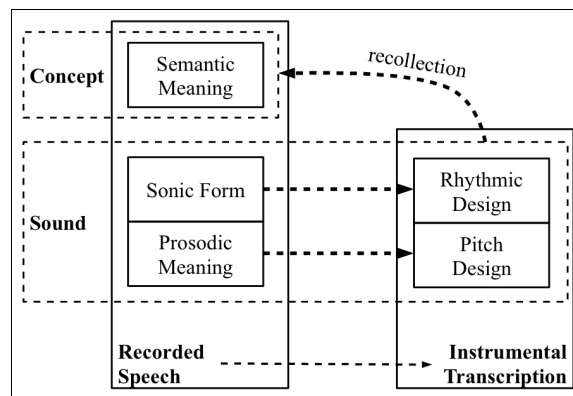 Concept
Semantic
Meaning
recollection
Sound
Sonic Form
Prosodic
Meaning
Rhythmic
Design
Pitch
Design
Recorded
Speech
Instrumental
Transcription